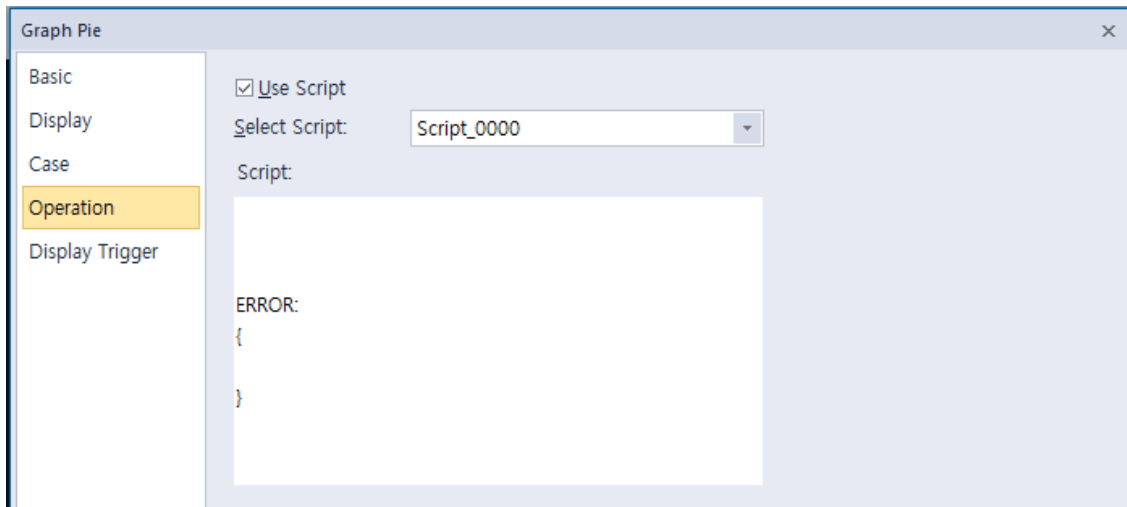 Graph Pie
Basic
Display
Case
Operation
Display Trigger
Use Script
Select Script: Script_0000
Script:
ERROR:
{
}